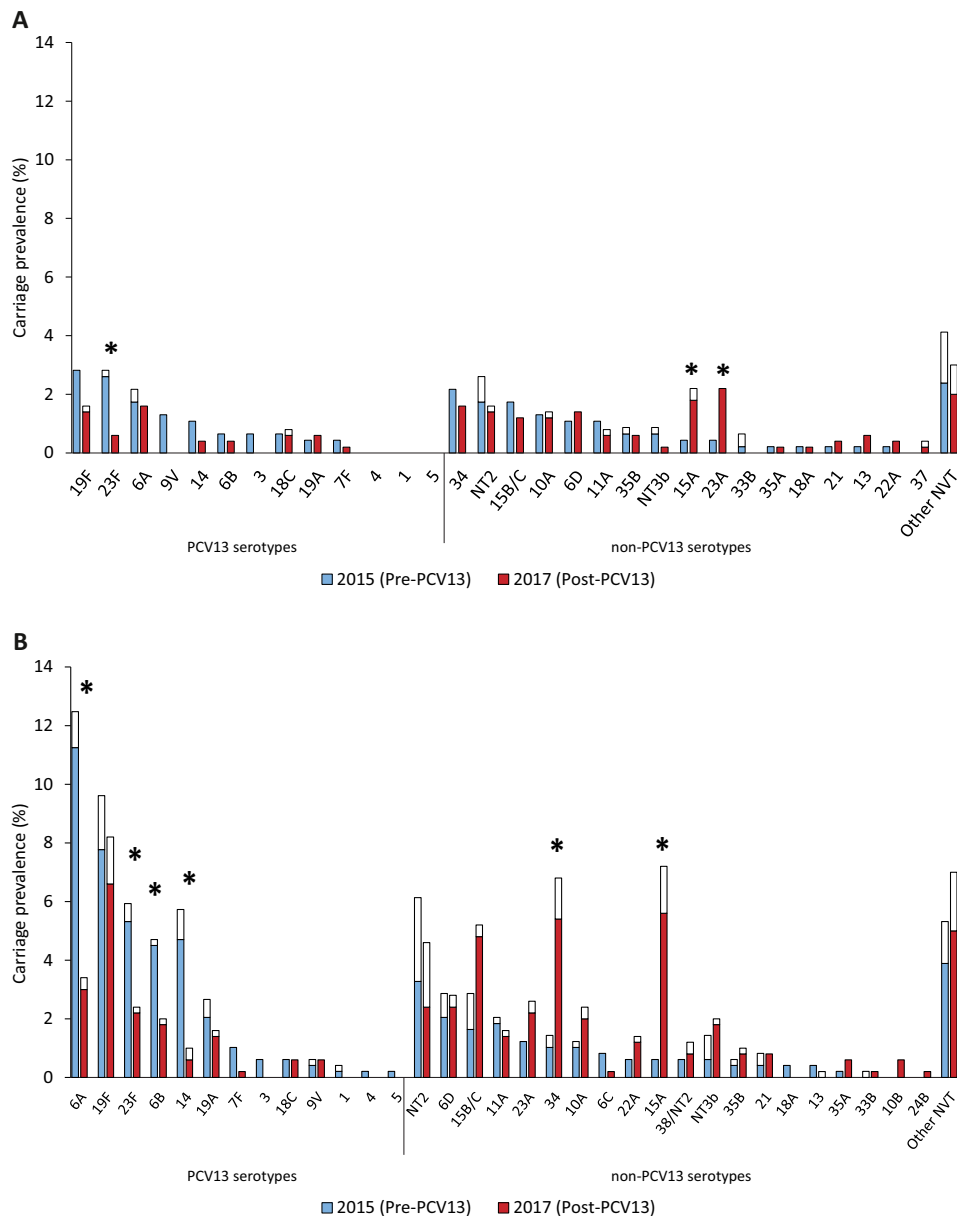 A
14
12
10
8
6
4
2
0
Carriage prevalence (%)
*
* *
19F 23F 6A 9V 14 6B 3 18C 19A 7F 4 1 5 34 NT2 15B/C 10A 6D 11A 35B NT3b 15A 23A 33B 35A 18A 21 13 22A 37 Other NVT
PCV13 serotypes non-PCV13 serotypes
2015 (Pre-PCV13) 2017 (Post-PCV13)
B
14
12
10
8
6
4
2
0
Carriage prevalence (%)
*
* * * * *
6A 19F 23F 6B 14 19A 7F 3 18C 9V 1 4 5 NT2 6D 15B/C 11A 23A 34 10A 6C 22A 15A 38/NT2 NT3b 35B 21 18A 13 35A 33B 10B 24B Other NVT
PCV13 serotypes non-PCV13 serotypes
2015 (Pre-PCV13) 2017 (Post-PCV13)